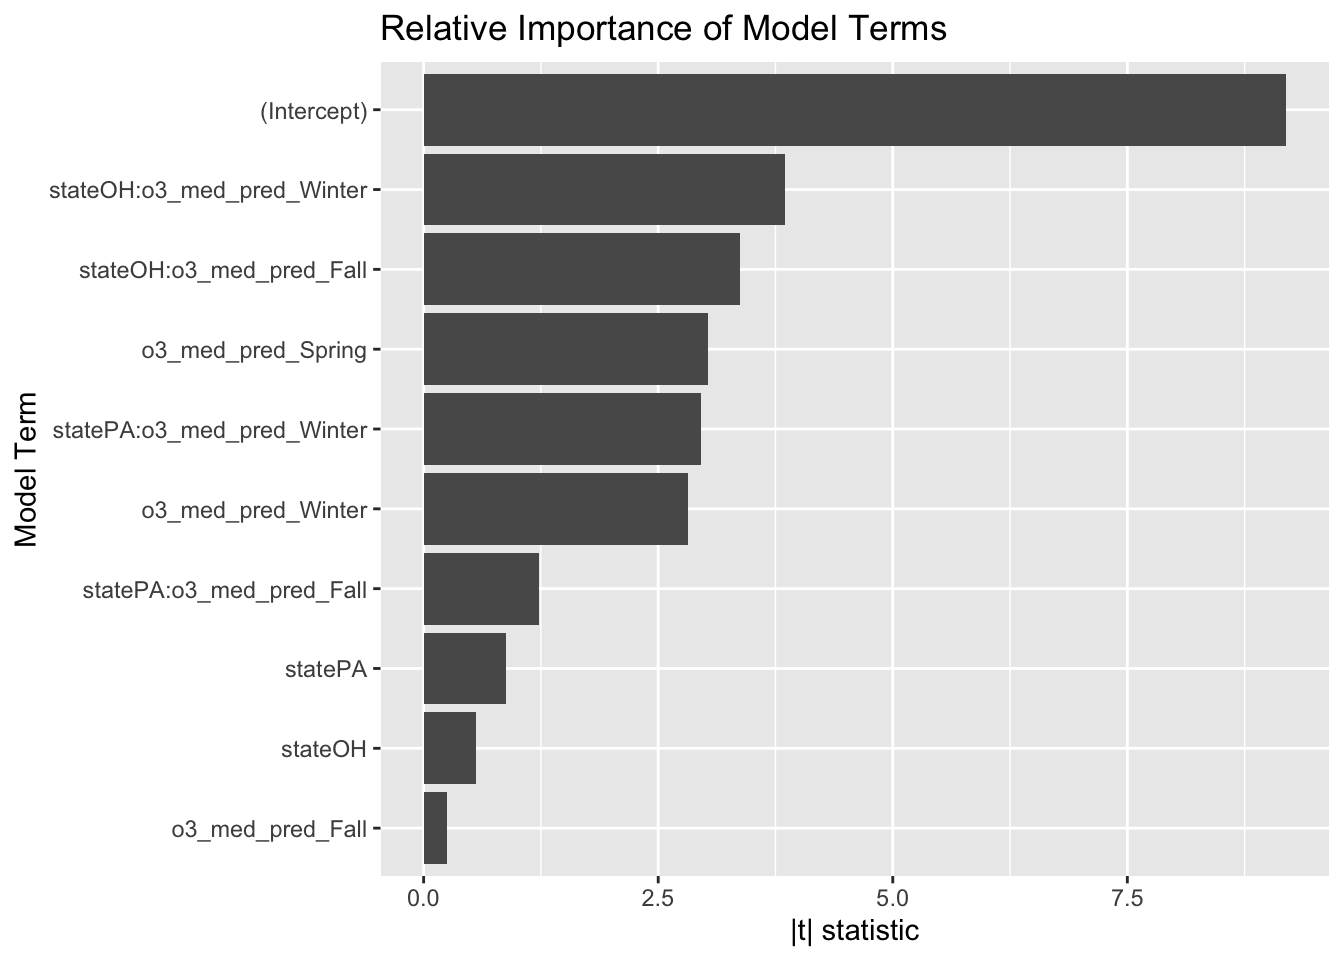 Relative Importance of Model Terms
Model Term
(Intercept)
stateOH:o3_med_pred_Winter
stateOH:o3_med_pred_Fall
o3_med_pred_Spring
statePA:o3_med_pred_Winter
o3_med_pred_Winter
statePA:o3_med_pred_Fall
statePA
stateOH
o3_med_pred_Fall
0.0 2.5 5.0 7.5
|t| statistic